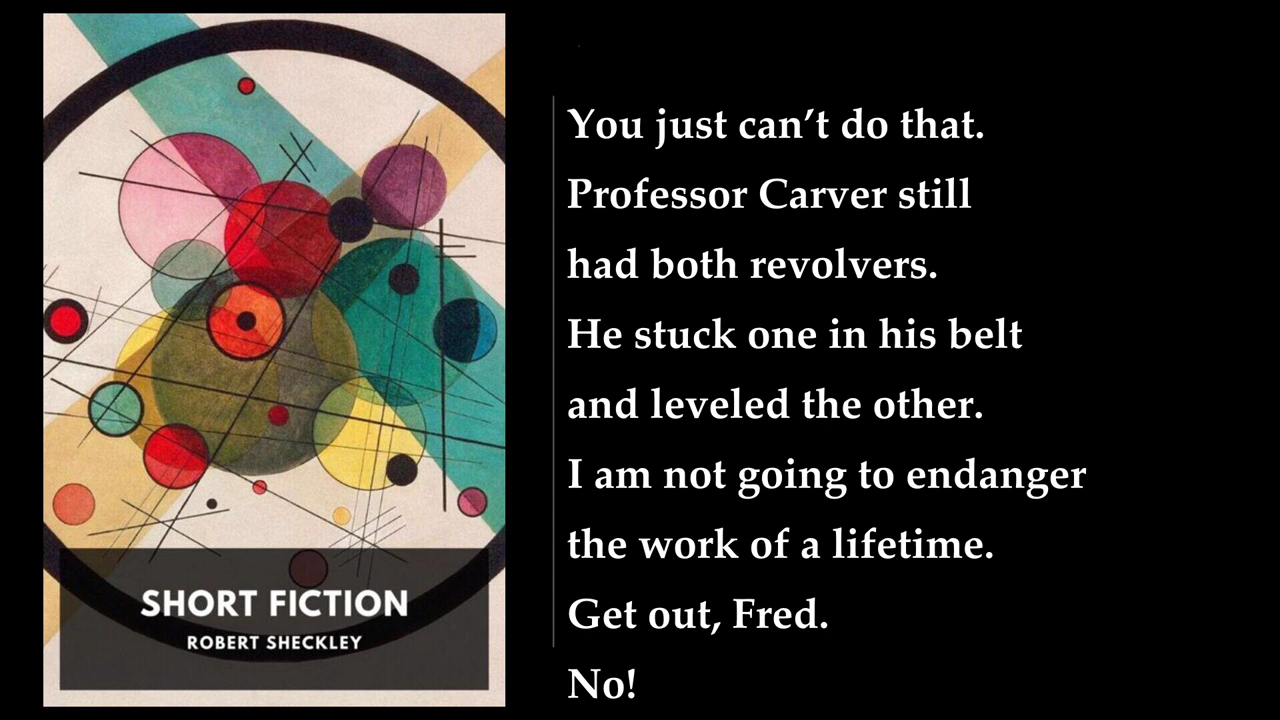 SHORT FICTION
ROBERT SHECKLEY
You just can’t do that.
Professor Carver still
had both revolvers.
He stuck one in his belt
and leveled the other.
I am not going to endanger
the work of a lifetime.
Get out, Fred.
No!